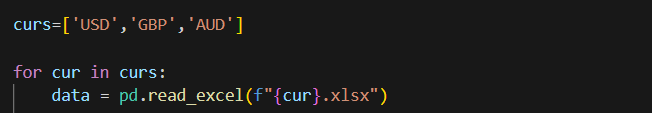 curs=['USD','GBP','AUD']
for cur in curs:
    data = pd.read_excel(f"{cur}.xlsx")